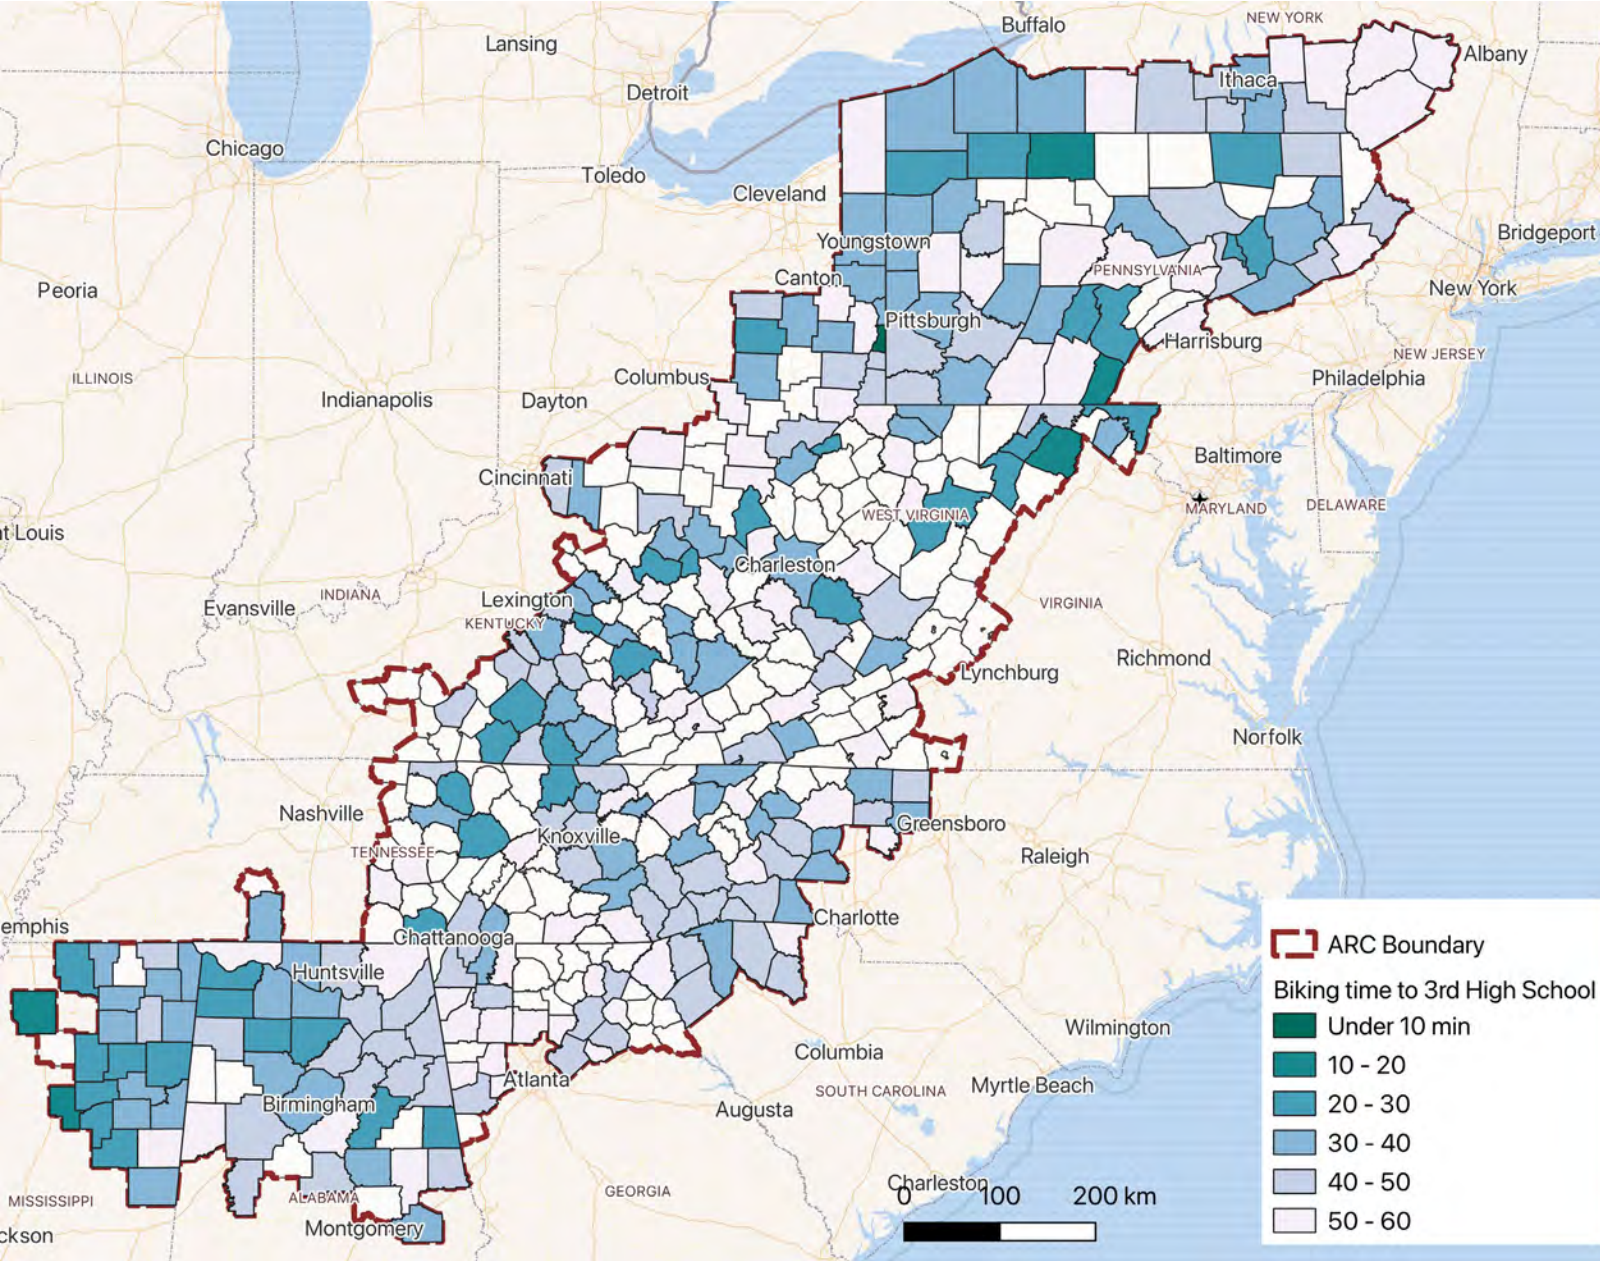 Buffalo
NEW YORK
Lansing
Albany
Detroit
Ithaca
Chicago
Toledo
Cleveland
Bridgeport
Youngstown
PENNSYLVANIA
Canton
Peoria
New York
Pittsburgh
Harrisburg
NEW JERSEY
ILLINOIS
Columbus
Philadelphia
Indianapolis
Dayton
Baltimore
Cincinnati
WEST VIRGINIA
MARYLAND
DELAWARE
t Louis
Charleston
INDIANA
Lexington
Evansville
VIRGINIA
KENTUCKY
Richmond
Lynchburg
Norfolk
Nashville
Greensboro
Knoxville
TENNESSEE
Raleigh
emphis
Charlotte
Chattanooga
Huntsville
Wilmington
Columbia
Atlanta
SOUTH CAROLINA
Myrtle Beach
Birmingham
Augusta
Charleston
GEORGIA
MISSISSIPPI
ALABAMA
Montgomery
ckson
0 100 200 km
ARC Boundary
Biking time to 3rd High School
Under 10 min
10 - 20
20 - 30
30 - 40
40 - 50
50 - 60